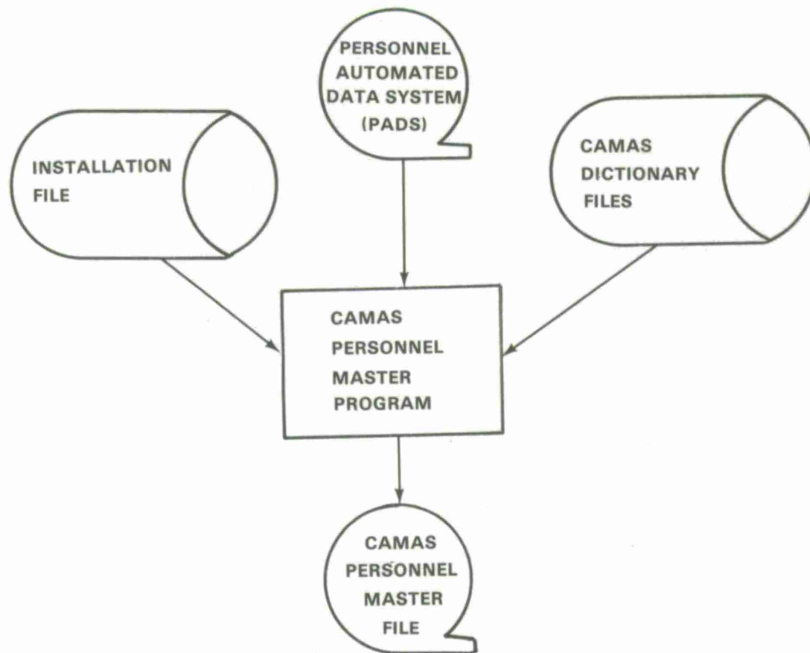 PERSONNEL
AUTOMATED
DATA SYSTEM
(PADS)
INSTALLATION
FILE
CAMAS
DICTIONARY
FILES
CAMAS
PERSONNEL
MASTER
PROGRAM
CAMAS
PERSONNEL
MASTER
FILE